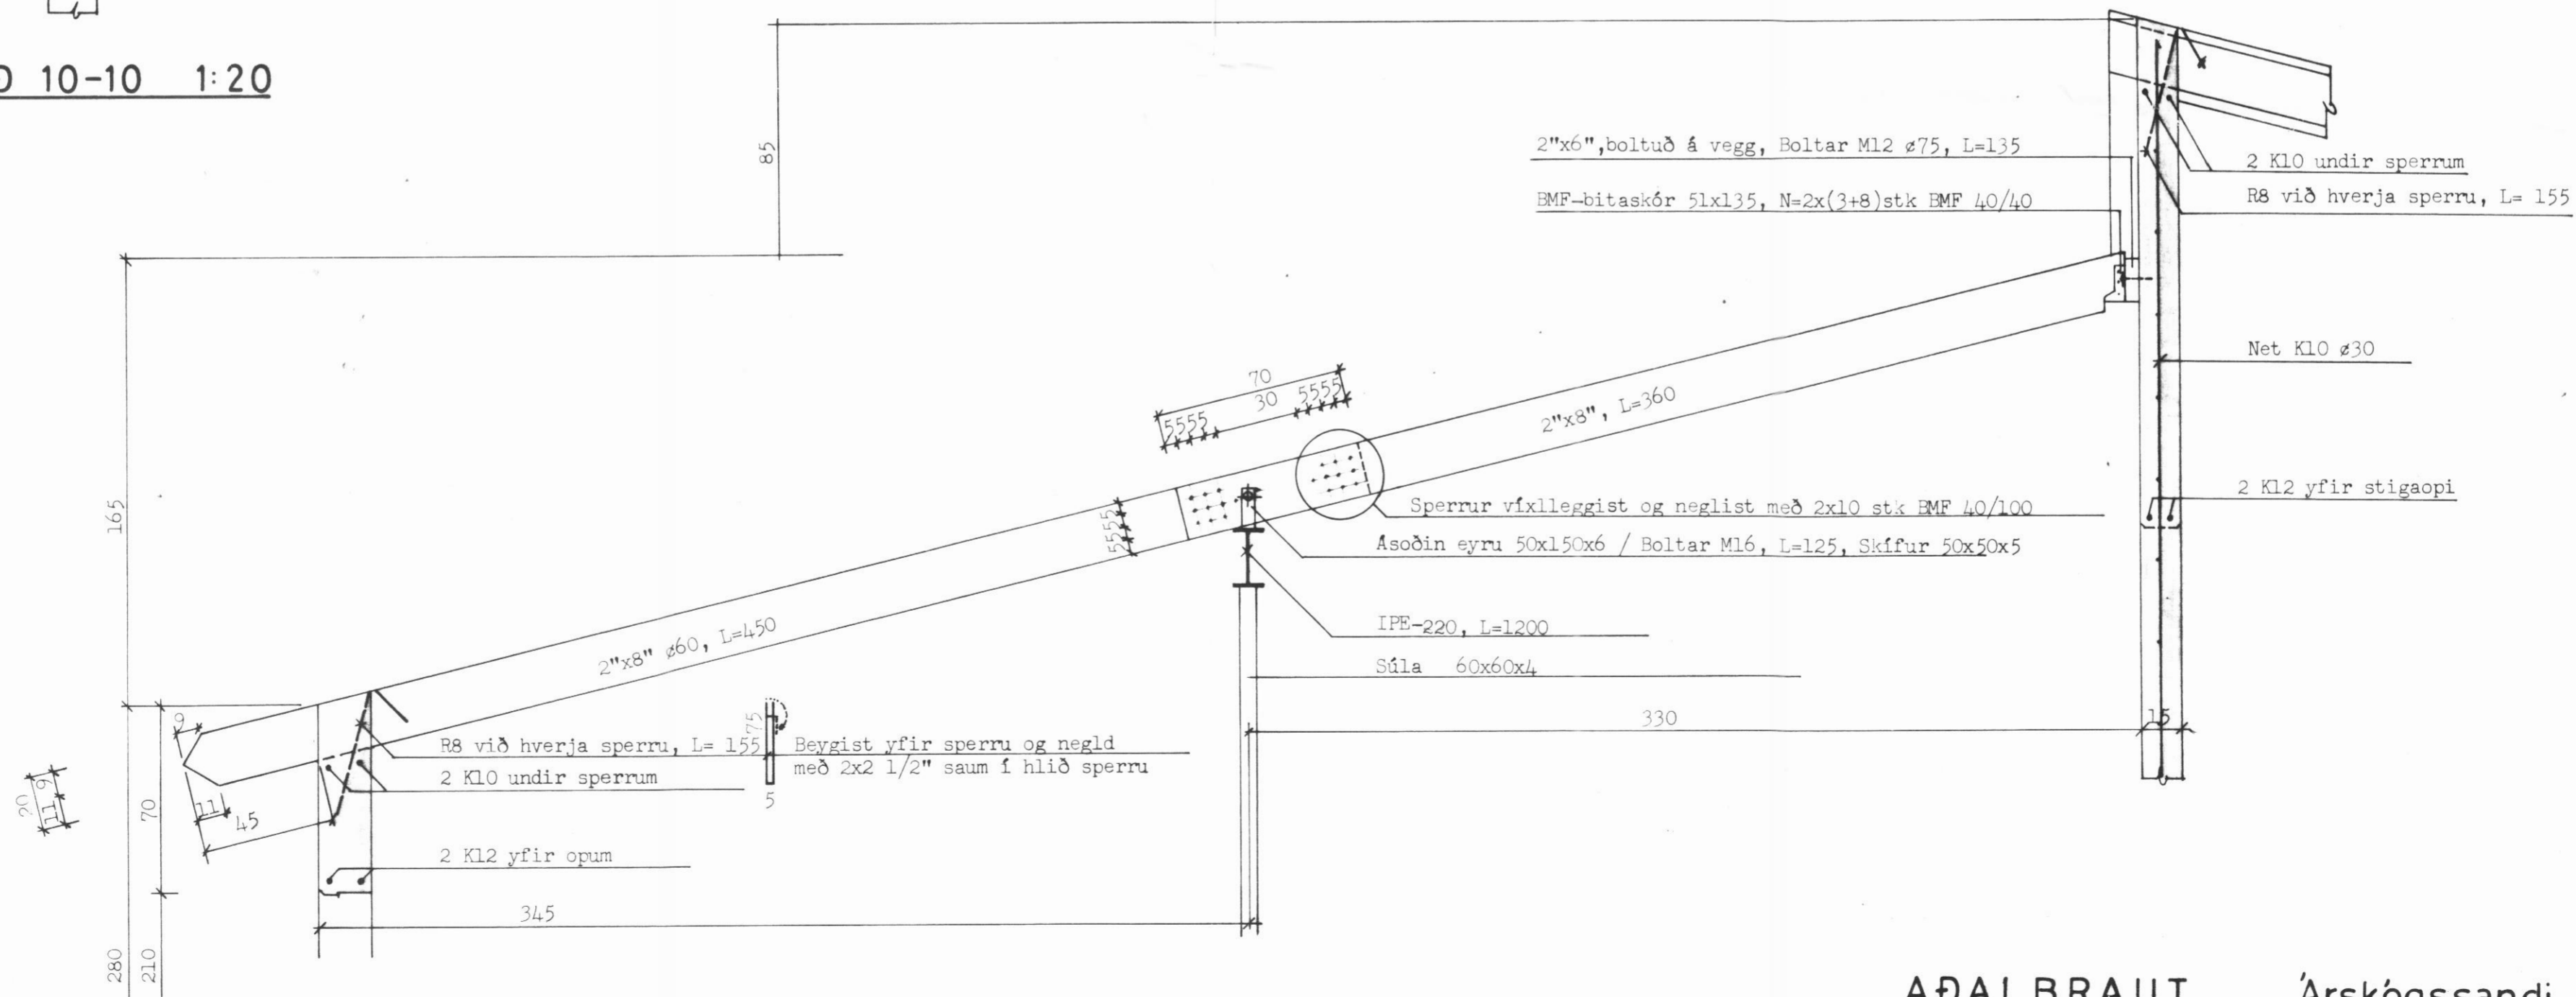 10-10 1:20
85
2"x6",boltuð á vegg, Boltar M12 ø75, L=135
BMF-bitaskór 51x135, N=2x(3+8)stk BMF 40/40
2 K10 undir sperrum
R8 við hverja sperru, L= 155
Net K10 ø30
70
30
5555
5555
2"x8", L=360
165
5555
Sperrur víxlleggist og neglist með 2x10 stk BMF 40/100
Ásoðin eyru 50x150x6 / Boltar M16, L=125, Skífur 50x50x5
2 K12 yfir stigaopi
IPE-220, L=1200
Súla 60x60x4
2"x8" ø60, L=450
330
15
9
R8 við hverja sperru, L= 155
75
Beygist yfir sperru og negld
með 2x2 1/2" saum í hlið sperru
2 K10 undir sperrum
5
20
11 9
11
45
70
2 K12 yfir opum
345
280
210
AÐALBRAUT Árskógssandi